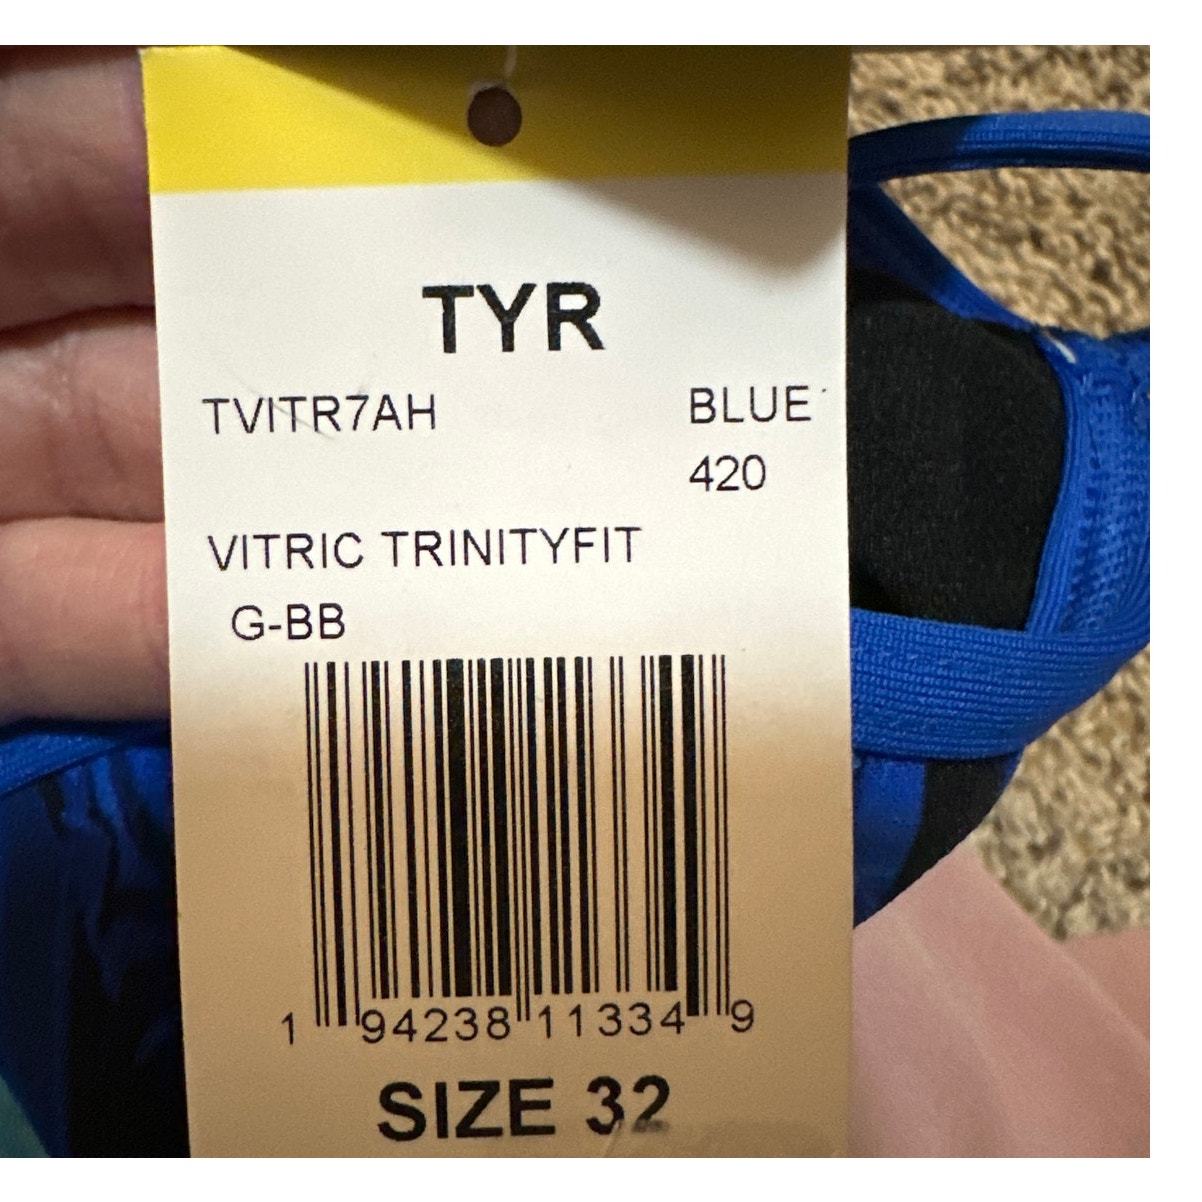 TYR
TVITR7AH BLUE
420
VITRIC TRINITYFIT
G-BB
1 94238 11334 9
SIZE 32